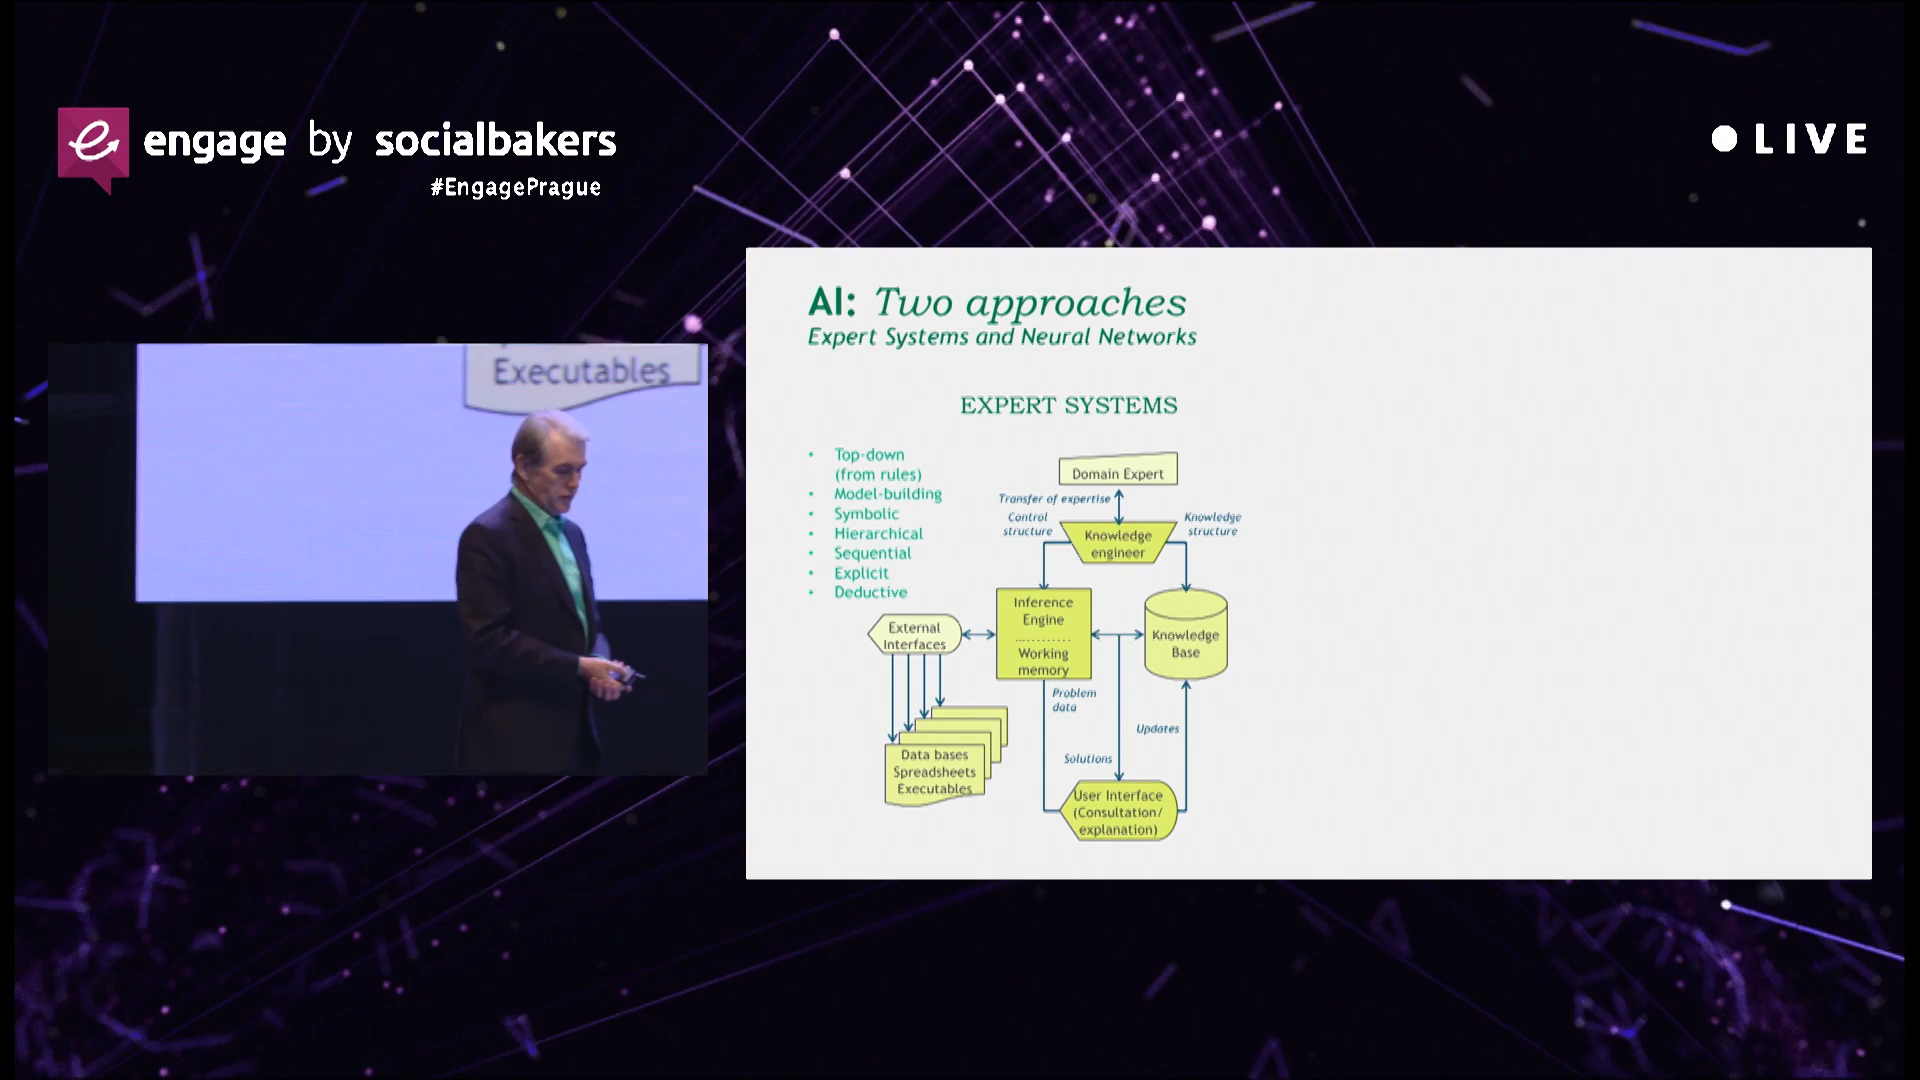 engage by socialbakers
#EngagePrague
LIVE
Executables
AI: Two approaches
Expert Systems and Neural Networks
EXPERT SYSTEMS
• Top-down
(from rules)
• Model-building
• Symbolic
• Hierarchical
• Sequential
• Explicit
• Deductive
Domain Expert
Transfer of expertise
Control
structure
Knowledge
structure
Knowledge
engineer
Inference
Engine
Working
memory
External
Interfaces
Knowledge
Base
Problem
data
Updates
Solutions
Data bases
Spreadsheets
Executables
User Interface
(Consultation/
explanation)